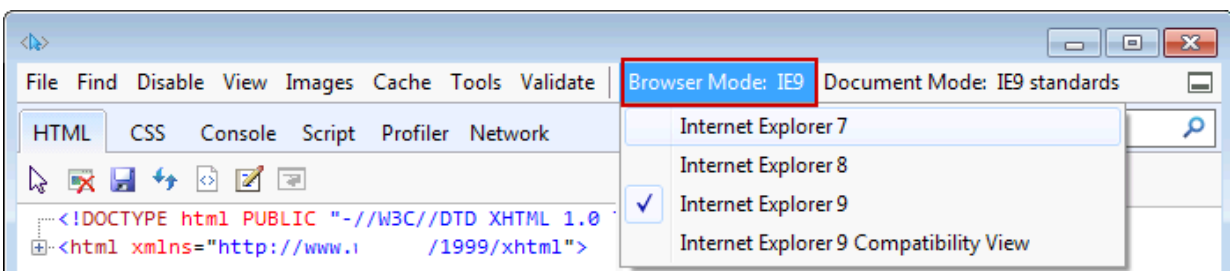 File Find Disable View Images Cache Tools Validate Browser Mode: IE9 Document Mode: IE9 standards
HTML CSS Console Script Profiler Network
Internet Explorer 7
Internet Explorer 8
Internet Explorer 9
Internet Explorer 9 Compatibility View
<!DOCTYPE html PUBLIC "-//W3C//DTD XHTML 1.0
<html xmlns="http://www. /1999/xhtml">